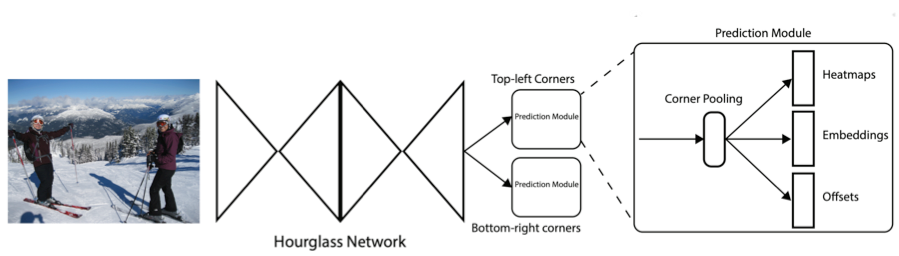 Prediction Module
Top-left Corners
Heatmaps
Corner Pooling
Prediction Module
Embeddings
Prediction Module
Offsets
Bottom-right corners
Hourglass Network